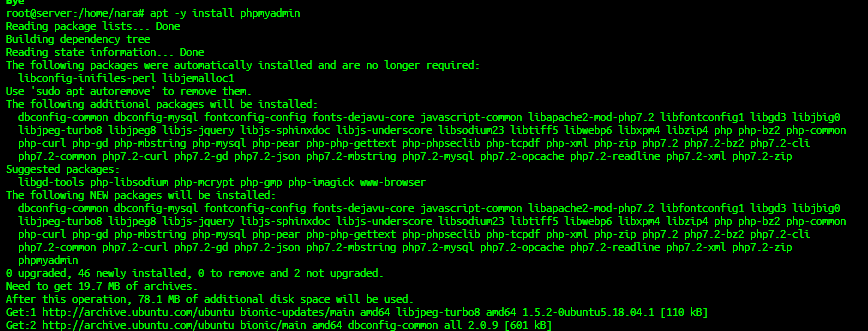 Bye
root@server:/home/nara# apt -y install phpmyadmin
Reading package lists... Done
Building dependency tree
Reading state information... Done
The following packages were automatically installed and are no longer required:
  libconfig-inifiles-perl libjemalloc1
Use 'sudo apt autoremove' to remove them.
The following additional packages will be installed:
  dbconfig-common dbconfig-mysql fontconfig-config fonts-dejavu-core javascript-common libapache2-mod-php7.2 libfontconfig1 libgd3 libjbig0
  libjpeg-turbo8 libjpeg8 libjs-jquery libjs-sphinxdoc libjs-underscore libsodium23 libtiff5 libwebp6 libxpm4 libzip4 php php-bz2 php-common
  php-curl php-gd php-mbstring php-mysql php-pear php-php-gettext php-phpseclib php-tcpdf php-xml php-zip php7.2 php7.2-bz2 php7.2-cli
  php7.2-common php7.2-curl php7.2-gd php7.2-json php7.2-mbstring php7.2-mysql php7.2-opcache php7.2-readline php7.2-xml php7.2-zip
Suggested packages:
  libgd-tools php-libsodium php-mcrypt php-gmp php-imagick www-browser
The following NEW packages will be installed:
  dbconfig-common dbconfig-mysql fontconfig-config fonts-dejavu-core javascript-common libapache2-mod-php7.2 libfontconfig1 libgd3 libjbig0
  libjpeg-turbo8 libjpeg8 libjs-jquery libjs-sphinxdoc libjs-underscore libsodium23 libtiff5 libwebp6 libxpm4 libzip4 php php-bz2 php-common
  php-curl php-gd php-mbstring php-mysql php-pear php-php-gettext php-phpseclib php-tcpdf php-xml php-zip php7.2 php7.2-bz2 php7.2-cli
  php7.2-common php7.2-curl php7.2-gd php7.2-json php7.2-mbstring php7.2-mysql php7.2-opcache php7.2-readline php7.2-xml php7.2-zip
  phpmyadmin
0 upgraded, 46 newly installed, 0 to remove and 2 not upgraded.
Need to get 19.7 MB of archives.
After this operation, 78.1 MB of additional disk space will be used.
Get:1 http://archive.ubuntu.com/ubuntu bionic-updates/main amd64 libjpeg-turbo8 amd64 1.5.2-0ubuntu5.18.04.1 [110 kB]
Get:2 http://archive.ubuntu.com/ubuntu bionic/main amd64 dbconfig-common all 2.0.9 [601 kB]